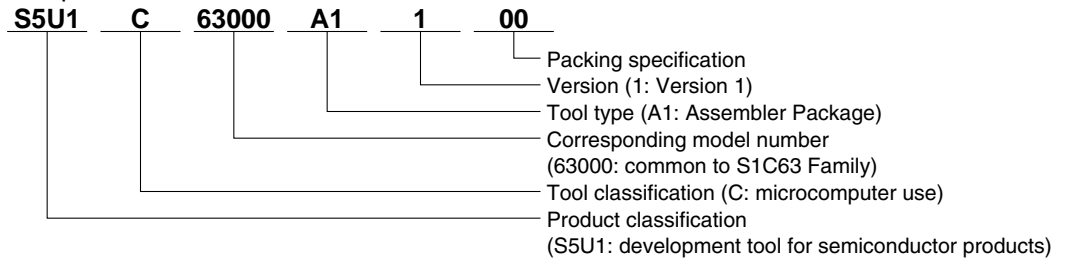 S5U1 C 63000 A1 1 00
Packing specification
Version (1: Version 1)
Tool type (A1: Assembler Package)
Corresponding model number
(63000: common to S1C63 Family)
Tool classification (C: microcomputer use)
Product classification
(S5U1: development tool for semiconductor products)